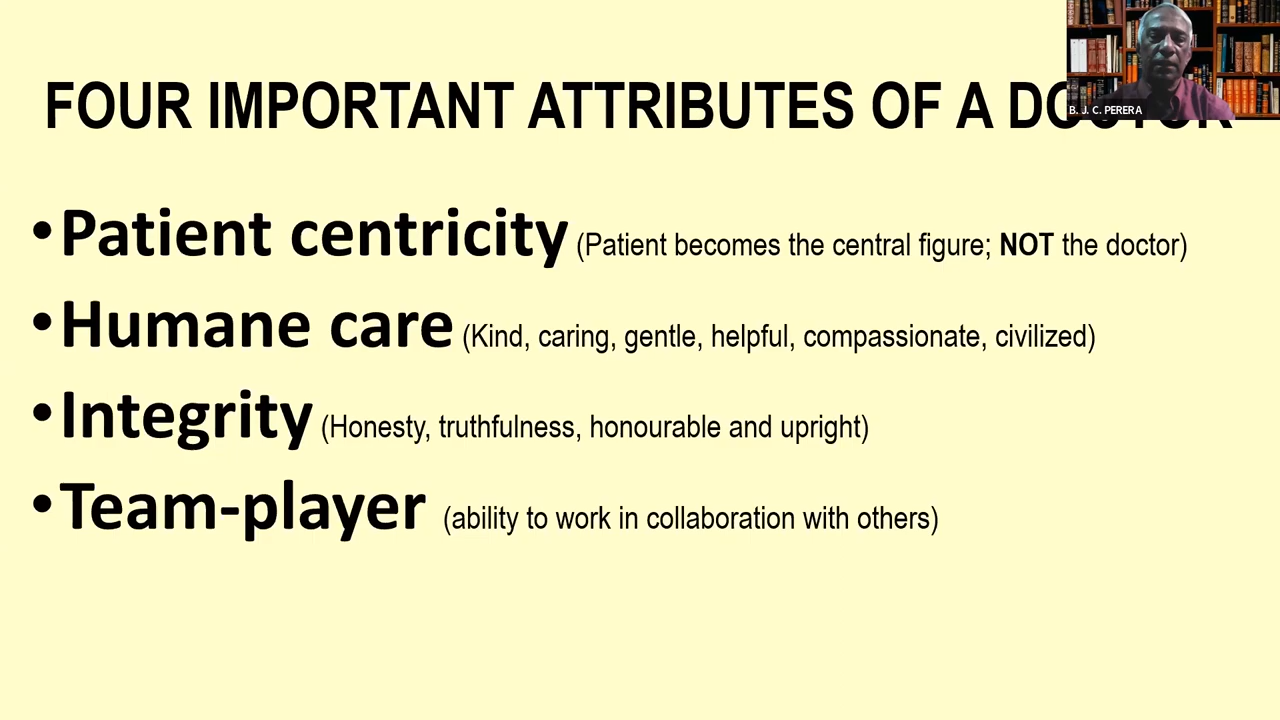 FOUR IMPORTANT ATTRIBUTES OF A
B. J. C. PERERA
•Patient centricity (Patient becomes the central figure; NOT the doctor)
•Humane care (Kind, caring, gentle, helpful, compassionate, civilized)
•Integrity (Honesty, truthfulness, honourable and upright)
•Team-player (ability to work in collaboration with others)